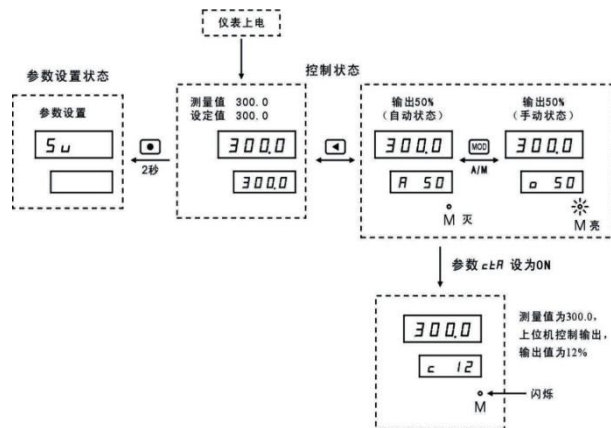 仪表上电
参数设置状态
控制状态
参数设置
5u
2秒
测量值 300.0
设定值 300.0
300.0
300.0
输出50%
（自动状态）
300.0
A 50
M 灭
MOD
A/M
输出50%
（手动状态）
300.0
o 50
M 亮
参数 ctA 设为ON
300.0
c 12
M
闪烁
测量值为300.0，
上位机控制输出，
输出值为12%